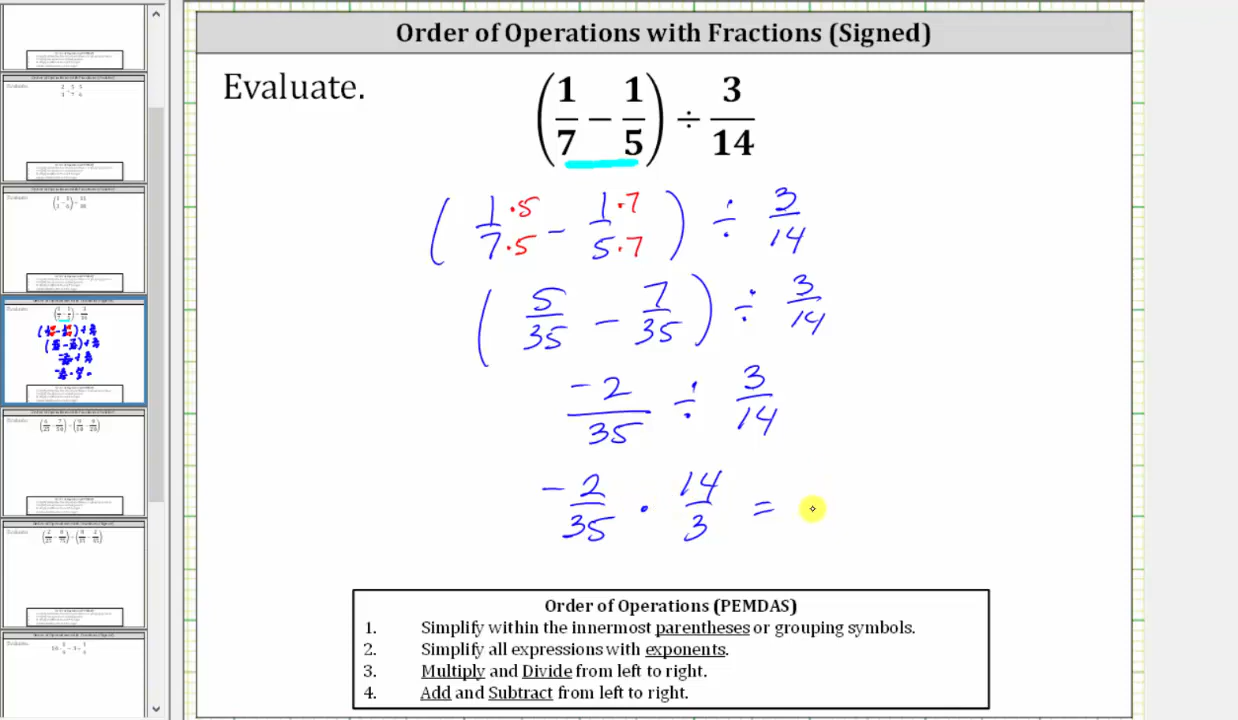 Order of Operations with Fractions (Signed)
Evaluate.
(1/7 − 1/5) ÷ 3/14
(1·5/7·5 − 1·7/5·7) ÷ 3/14
(5/35 − 7/35) ÷ 3/14
-2/35 ÷ 3/14
-2/35 · 14/3 =
Order of Operations (PEMDAS)
1. Simplify within the innermost parentheses or grouping symbols.
2. Simplify all expressions with exponents.
3. Multiply and Divide from left to right.
4. Add and Subtract from left to right.